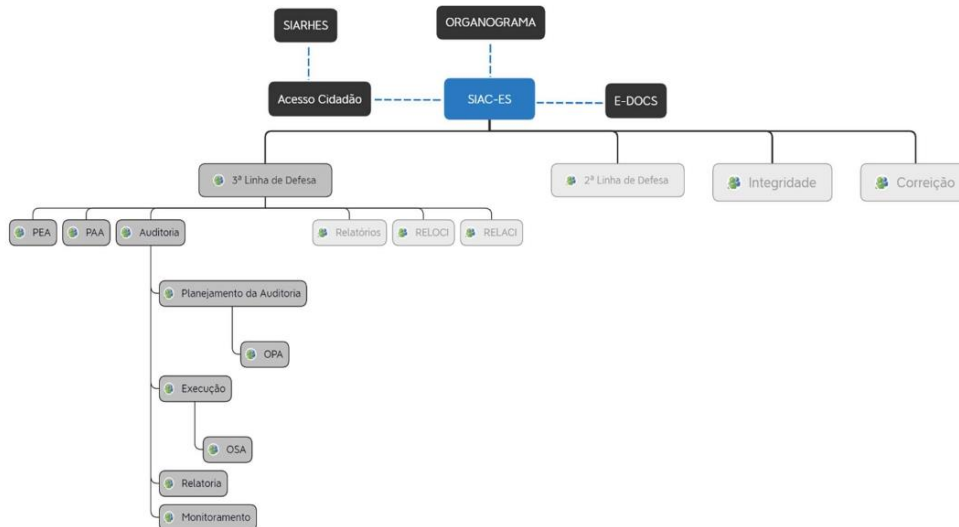 SIARHES
ORGANOGRAMA
Acesso Cidadão
SIAC-ES
E-DOCS
3ª Linha de Defesa
2ª Linha de Defesa
Integridade
Correição
PEA
PAA
Auditoria
Relatórios
RELOCI
RELACI
Planejamento da Auditoria
OPA
Execução
OSA
Relatoria
Monitoramento